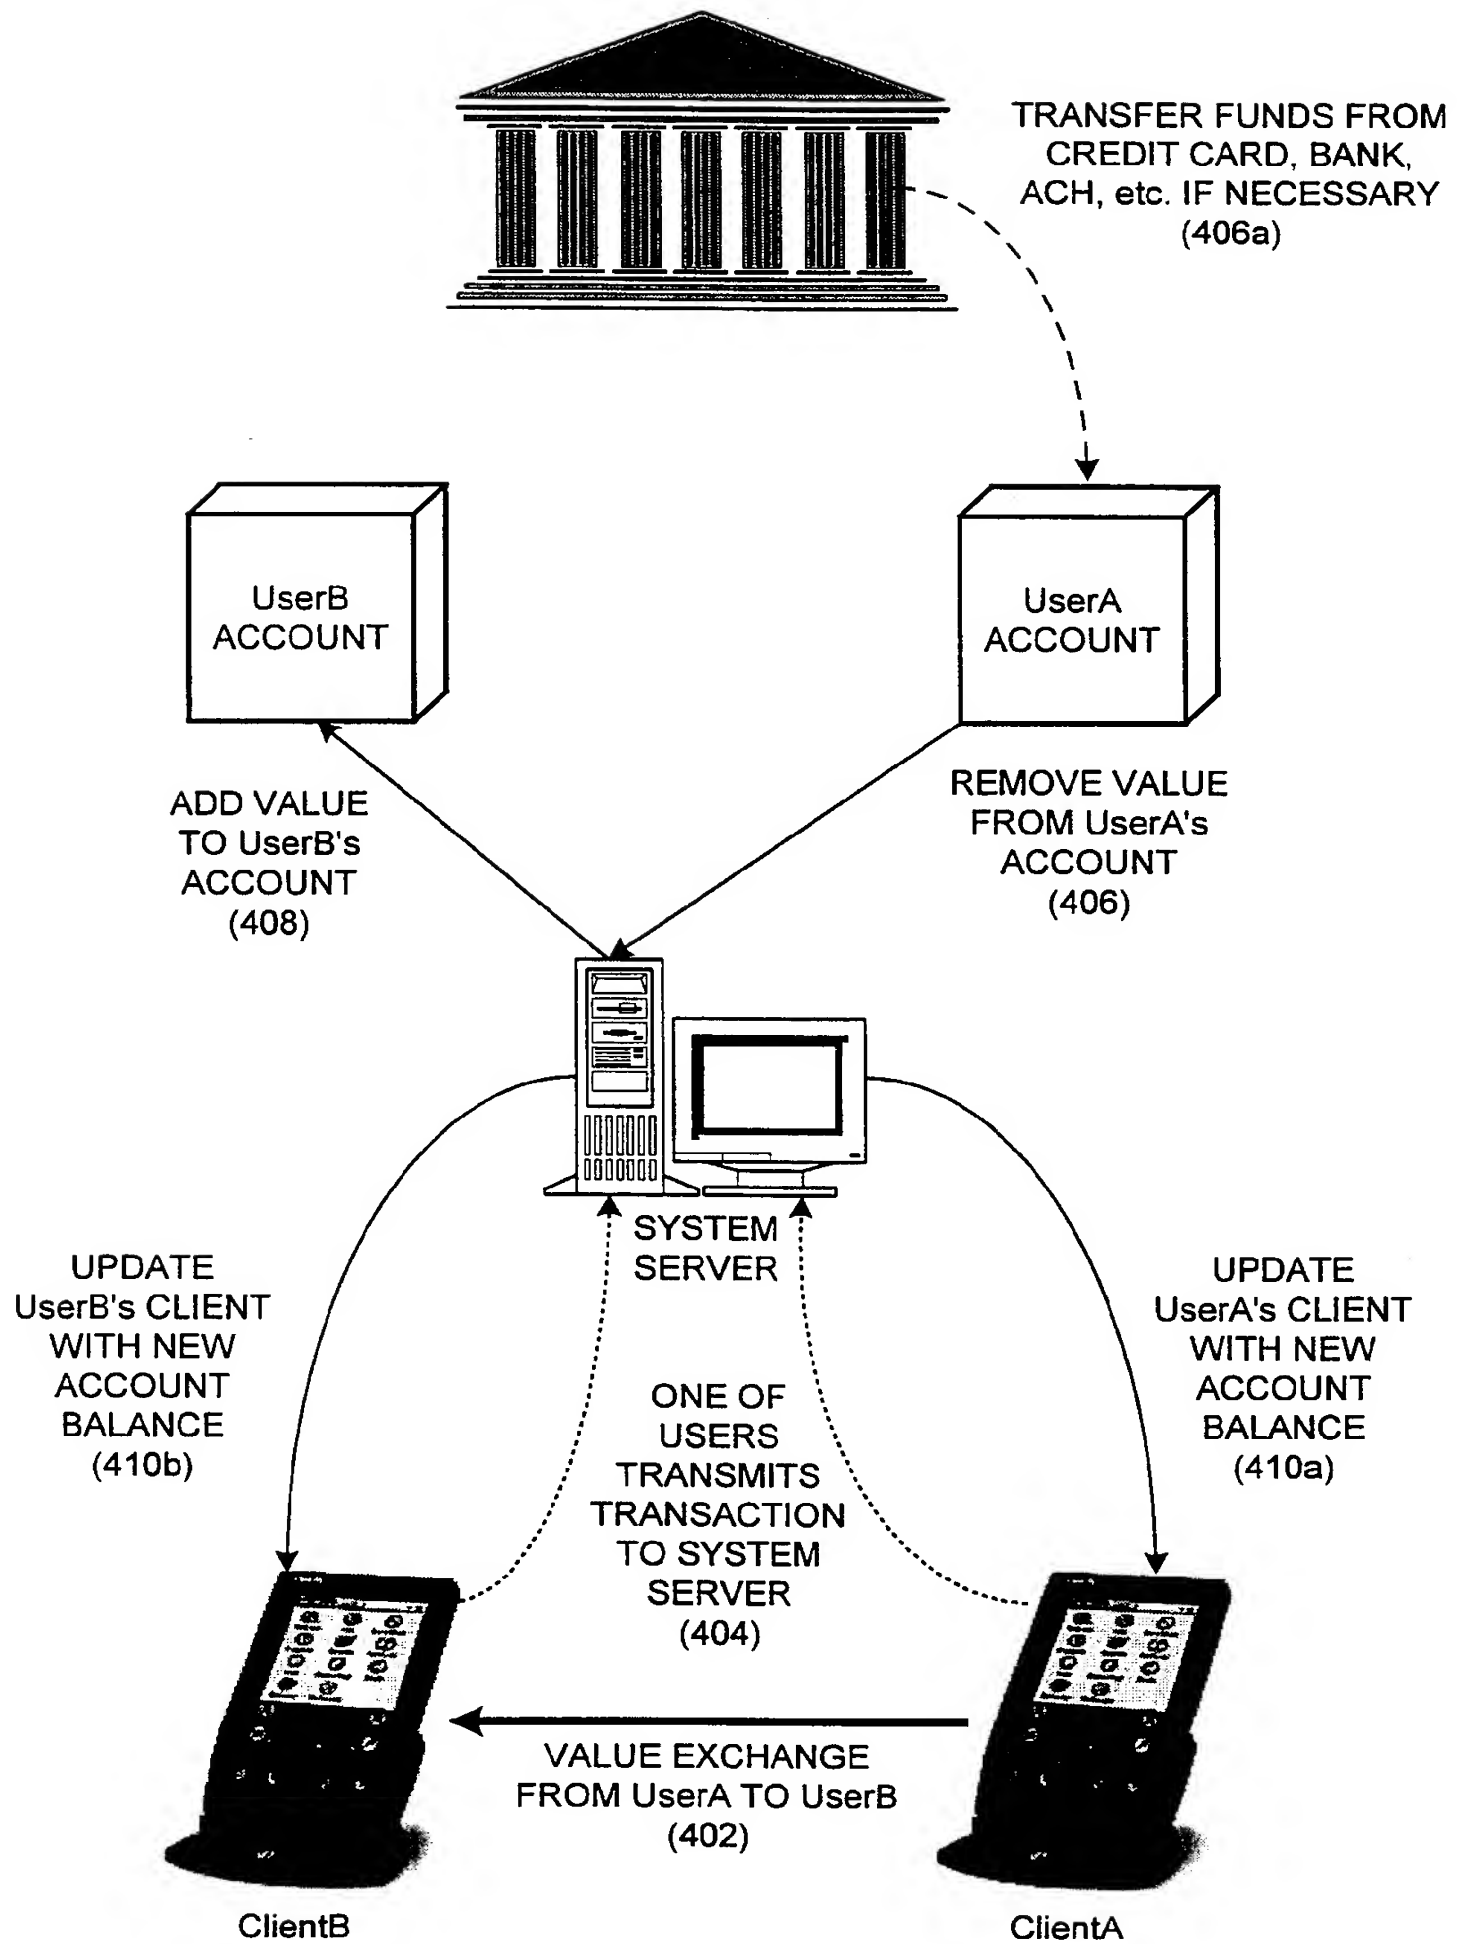 TRANSFER FUNDS FROM
CREDIT CARD, BANK,
ACH, etc. IF NECESSARY
(406a)
UserB
ACCOUNT
UserA
ACCOUNT
ADD VALUE
TO UserB's
ACCOUNT
(408)
REMOVE VALUE
FROM UserA's
ACCOUNT
(406)
SYSTEM
SERVER
UPDATE
UserB's CLIENT
WITH NEW
ACCOUNT
BALANCE
(410b)
ONE OF
USERS
TRANSMITS
TRANSACTION
TO SYSTEM
SERVER
(404)
UPDATE
UserA's CLIENT
WITH NEW
ACCOUNT
BALANCE
(410a)
VALUE EXCHANGE
FROM UserA TO UserB
(402)
ClientB
ClientA